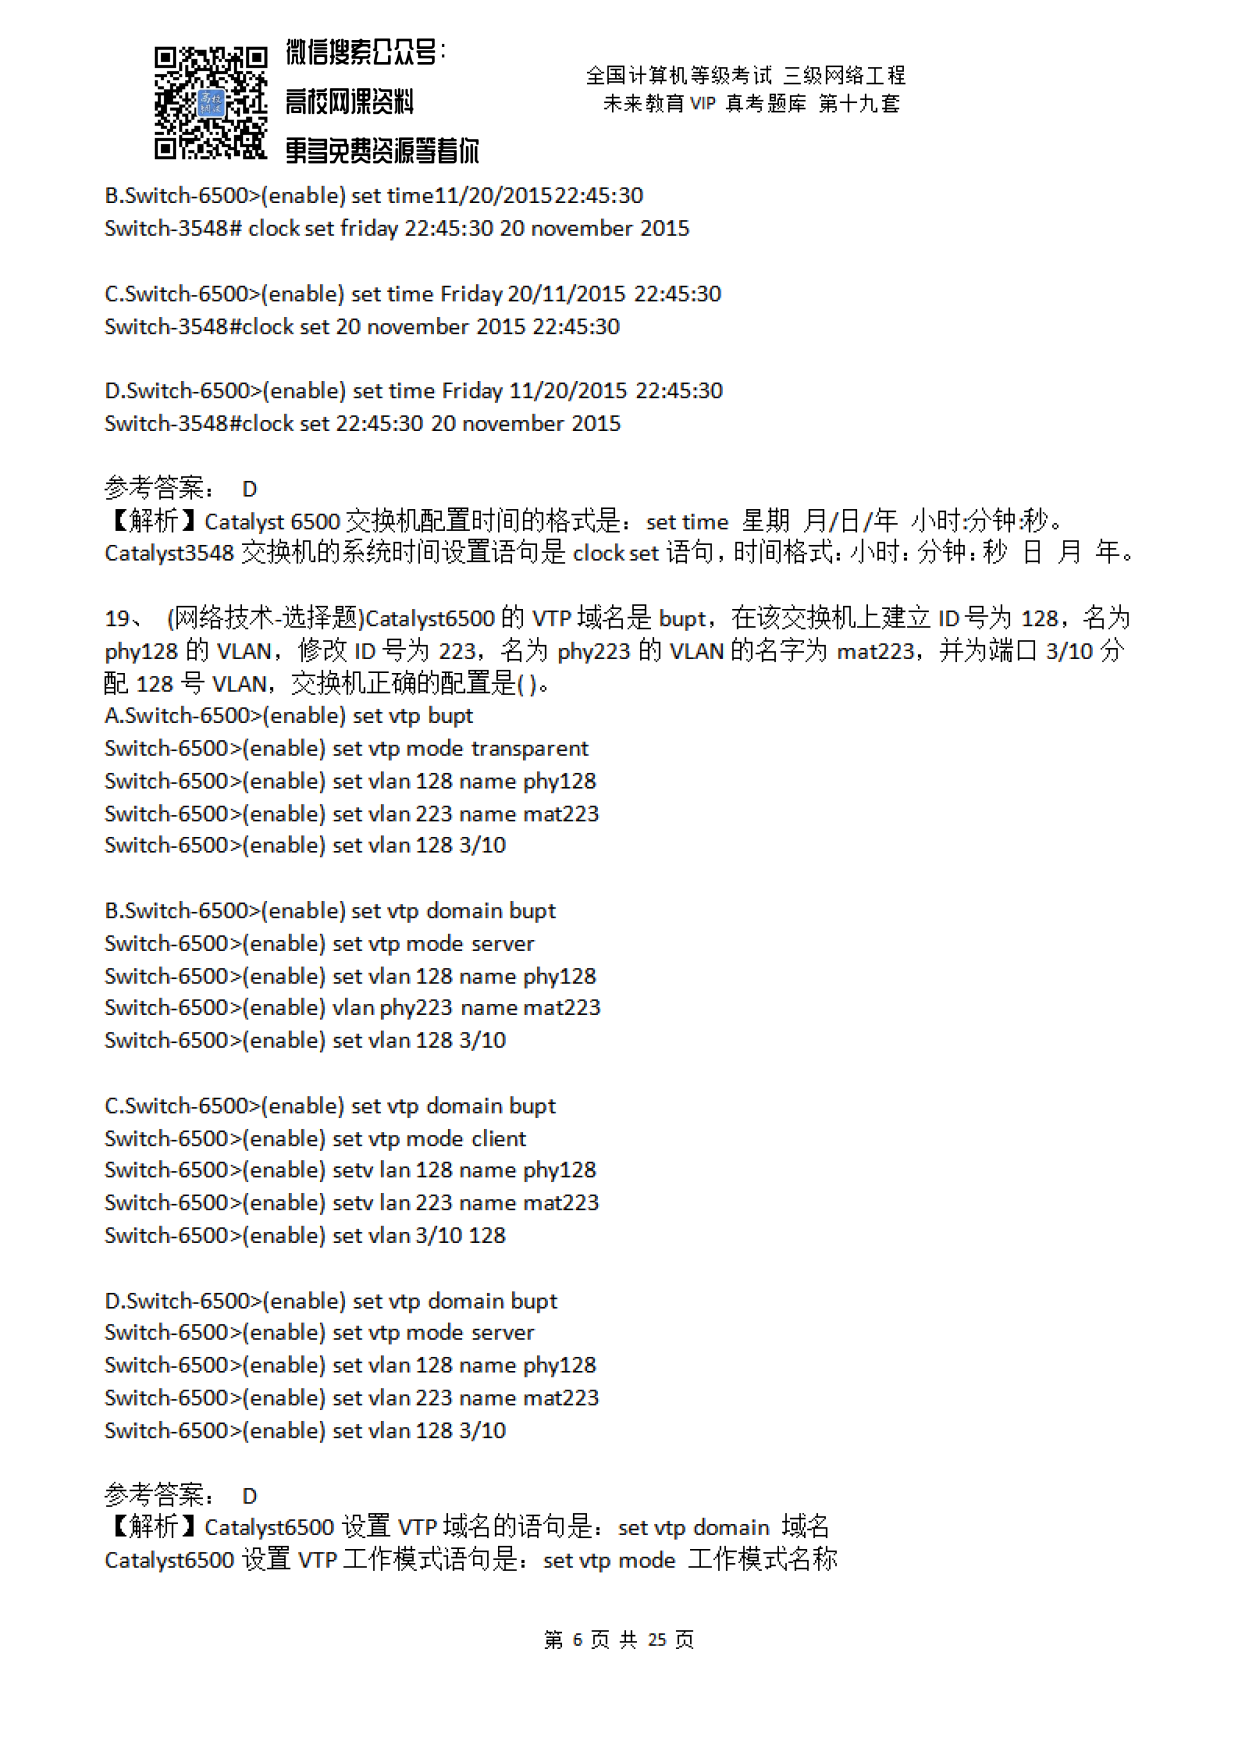 微信搜索公众号：
高校网课资料
更多免费资源等着你
全国计算机等级考试 三级网络工程
未来教育 VIP 真考题库 第十九套
高校
B.Switch-6500>(enable) set time11/20/2015 22:45:30
Switch-3548# clock set friday 22:45:30 20 november 2015
C.Switch-6500>(enable) set time Friday 20/11/2015 22:45:30
Switch-3548#clock set 20 november 2015 22:45:30
D.Switch-6500>(enable) set time Friday 11/20/2015 22:45:30
Switch-3548#clock set 22:45:30 20 november 2015
参考答案： D
【解析】Catalyst 6500 交换机配置时间的格式是：set time 星期 月/日/年 小时:分钟:秒。
Catalyst3548 交换机的系统时间设置语句是 clock set 语句，时间格式：小时：分钟：秒 日 月 年。
19、 (网络技术-选择题)Catalyst6500 的 VTP 域名是 bupt，在该交换机上建立 ID 号为 128，名为
phy128 的 VLAN，修改 ID 号为 223，名为 phy223 的 VLAN 的名字为 mat223，并为端口 3/10 分
配 128 号 VLAN，交换机正确的配置是( )。
A.Switch-6500>(enable) set vtp bupt
Switch-6500>(enable) set vtp mode transparent
Switch-6500>(enable) set vlan 128 name phy128
Switch-6500>(enable) set vlan 223 name mat223
Switch-6500>(enable) set vlan 128 3/10
B.Switch-6500>(enable) set vtp domain bupt
Switch-6500>(enable) set vtp mode server
Switch-6500>(enable) set vlan 128 name phy128
Switch-6500>(enable) vlan phy223 name mat223
Switch-6500>(enable) set vlan 128 3/10
C.Switch-6500>(enable) set vtp domain bupt
Switch-6500>(enable) set vtp mode client
Switch-6500>(enable) setv lan 128 name phy128
Switch-6500>(enable) setv lan 223 name mat223
Switch-6500>(enable) set vlan 3/10 128
D.Switch-6500>(enable) set vtp domain bupt
Switch-6500>(enable) set vtp mode server
Switch-6500>(enable) set vlan 128 name phy128
Switch-6500>(enable) set vlan 223 name mat223
Switch-6500>(enable) set vlan 128 3/10
参考答案： D
【解析】Catalyst6500 设置 VTP 域名的语句是：set vtp domain 域名
Catalyst6500 设置 VTP 工作模式语句是：set vtp mode 工作模式名称
第 6 页 共 25 页